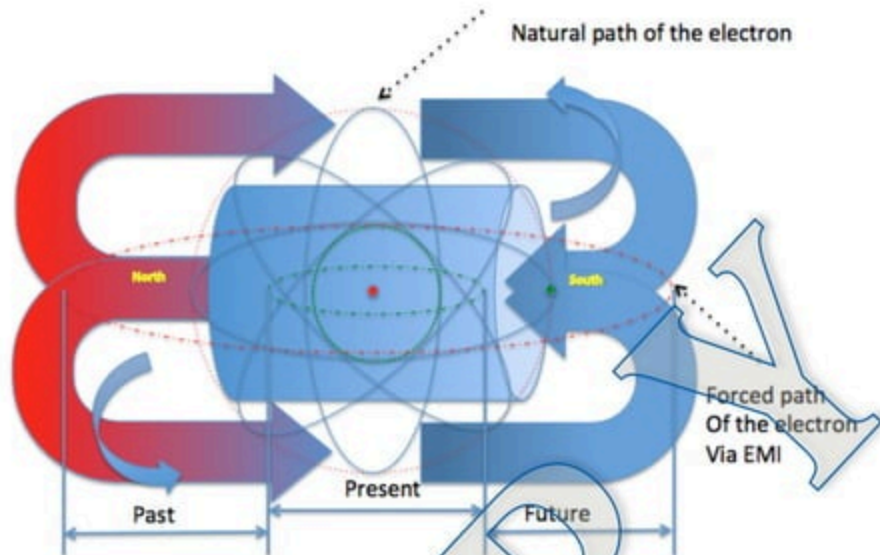 Natural path of the electron
North
South
Forced path
Of the electron
Via EMI
Present
Past
Future